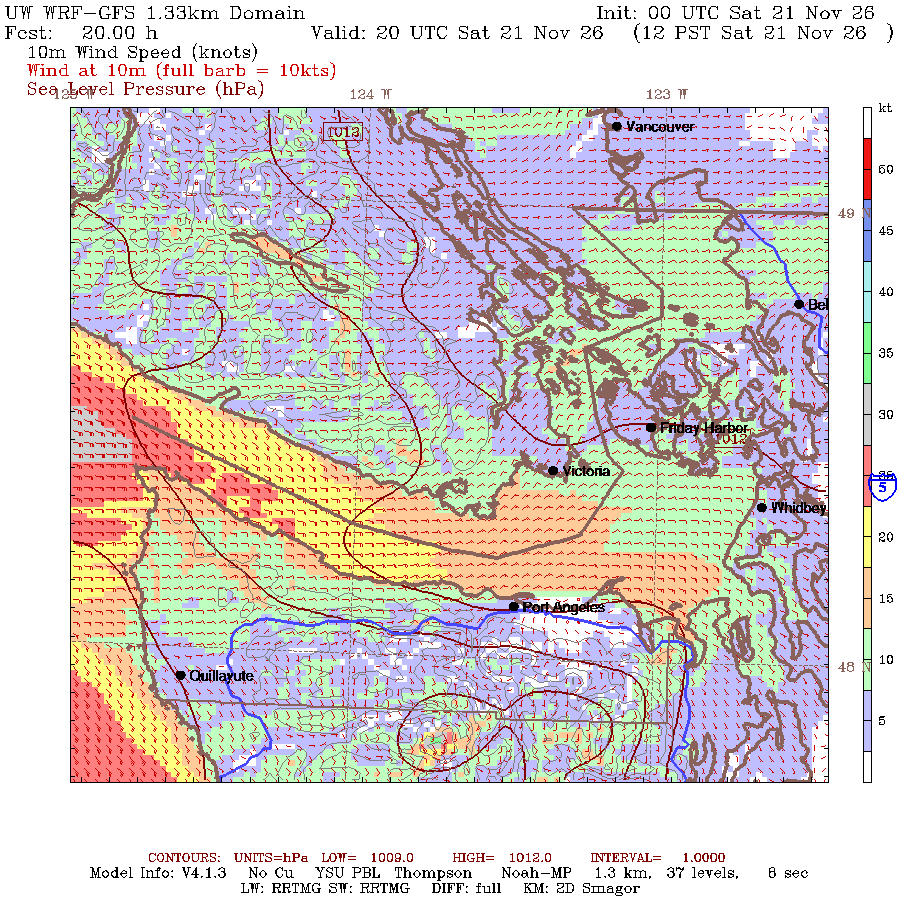 UW WRF-GFS 1.33km Domain Init: 00 UTC Sat 21 Nov 26
Fcst: 20.00 h Valid: 20 UTC Sat 21 Nov 26 (12 PST Sat 21 Nov 26 )
10m Wind Speed (knots)
Wind at 10m (full barb = 10kts)
Sea Level Pressure (hPa)
125 W 124 W 123 W
kt
1013
Vancouver
60
49 N
45
40
Bel
35
30
Friday Harbor
1012
Victoria
25
5
Whidbey
20
15
Port Angeles
10
48 N
Quillayute
5
CONTOURS: UNITS=hPa LOW= 1009.0 HIGH= 1012.0 INTERVAL= 1.0000
Model Info: V4.1.3 No Cu YSU PBL Thompson Noah-MP 1.3 km, 37 levels, 8 sec
LW: RRTMG SW: RRTMG DIFF: full KM: 2D Smagor